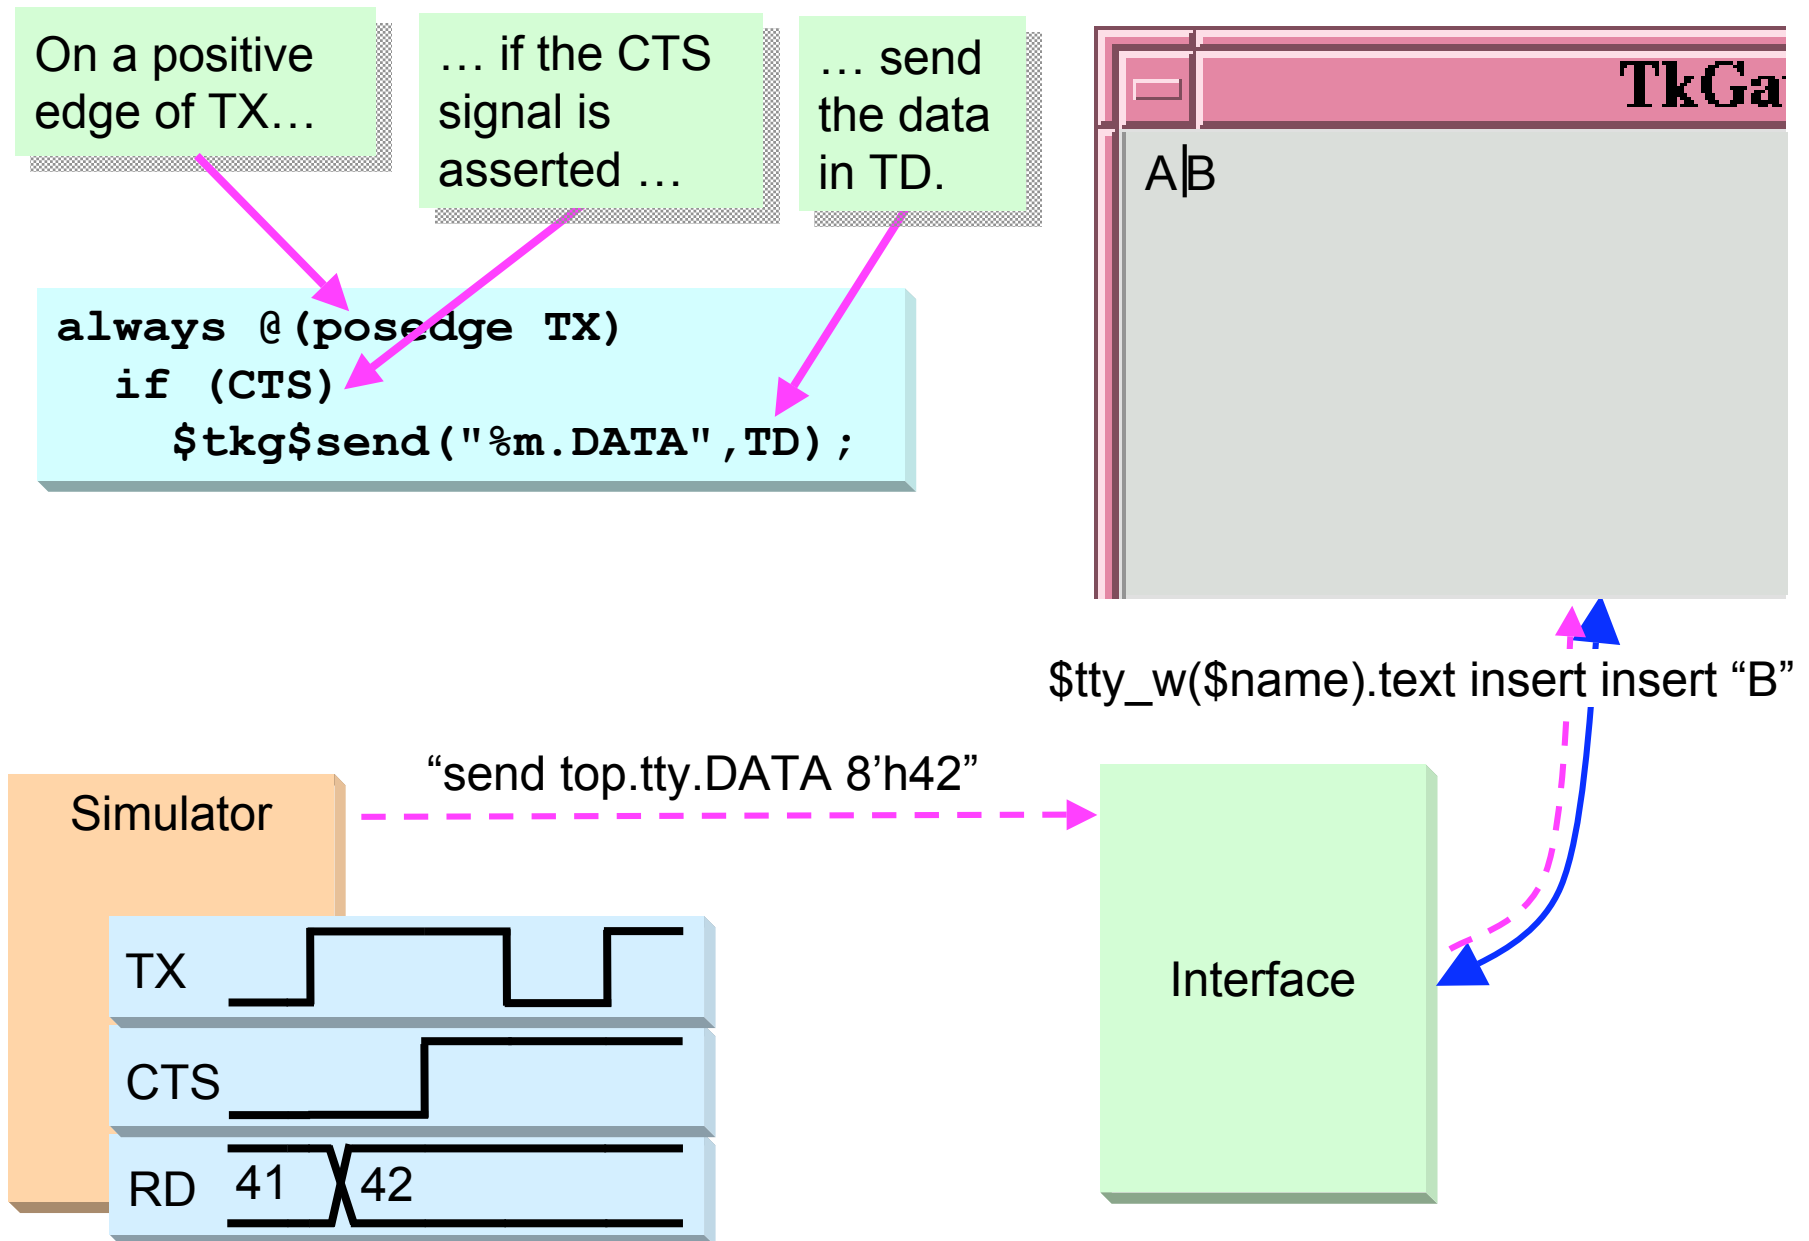 On a positive
edge of TX…
… if the CTS
signal is
asserted …
… send
the data
in TD.
always @(posedge TX)
if (CTS)
$tkg$send("%m.DATA",TD);
TkGa
A B
$tty_w($name).text insert insert “B”
“send top.tty.DATA 8’h42”
Simulator
TX
CTS
RD 41 42
Interface